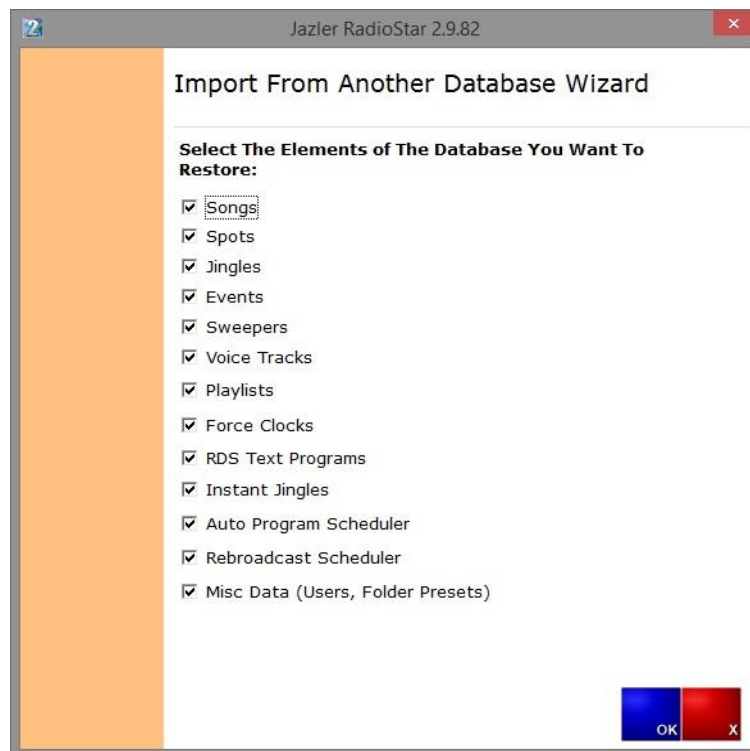 Jazler RadioStar 2.9.82
Import From Another Database Wizard
Select The Elements of The Database You Want To
Restore:
Songs
Spots
Jingles
Events
Sweepers
Voice Tracks
Playlists
Force Clocks
RDS Text Programs
Instant Jingles
Auto Program Scheduler
Rebroadcast Scheduler
Misc Data (Users, Folder Presets)
OK X